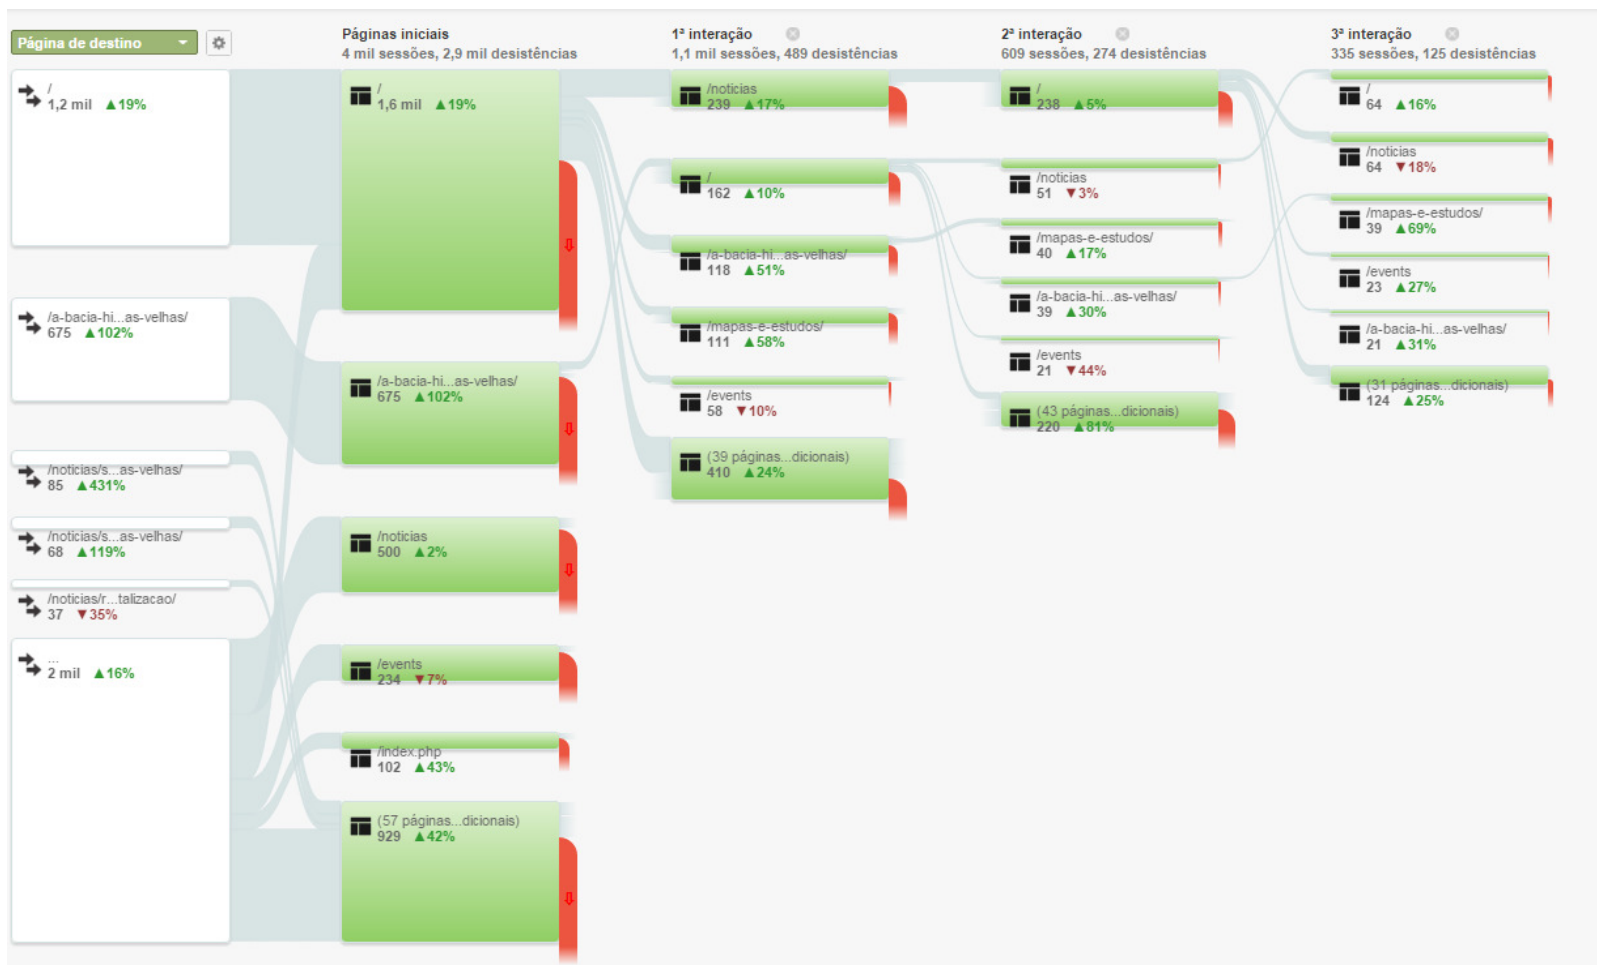 Página de destino
/
1,2 mil ▲19%
/a-bacia-hi...as-velhas/
675 ▲102%
/noticias/s...as-velhas/
85 ▲431%
/noticias/s...as-velhas/
68 ▲119%
/noticias/r...talizacao/
37 ▼35%
...
2 mil ▲16%
Páginas iniciais
4 mil sessões, 2,9 mil desistências
/
1,6 mil ▲19%
/a-bacia-hi...as-velhas/
675 ▲102%
/noticias
500 ▲2%
/events
234 ▼7%
/index.php
102 ▲43%
(57 páginas...dicionais)
929 ▲42%
1ª interação
1,1 mil sessões, 489 desistências
/noticias
239 ▲17%
/
162 ▲10%
/a-bacia-hi...as-velhas/
118 ▲51%
/mapas-e-estudos/
111 ▲58%
/events
58 ▼10%
(39 páginas...dicionais)
410 ▲24%
2ª interação
609 sessões, 274 desistências
/
238 ▲5%
/noticias
51 ▼3%
/mapas-e-estudos/
40 ▲17%
/a-bacia-hi...as-velhas/
39 ▲30%
/events
21 ▼44%
(43 páginas...dicionais)
220 ▲81%
3ª interação
335 sessões, 125 desistências
/
64 ▲16%
/noticias
64 ▼18%
/mapas-e-estudos/
39 ▲69%
/events
23 ▲27%
/a-bacia-hi...as-velhas/
21 ▲31%
(31 páginas...dicionais)
124 ▲25%